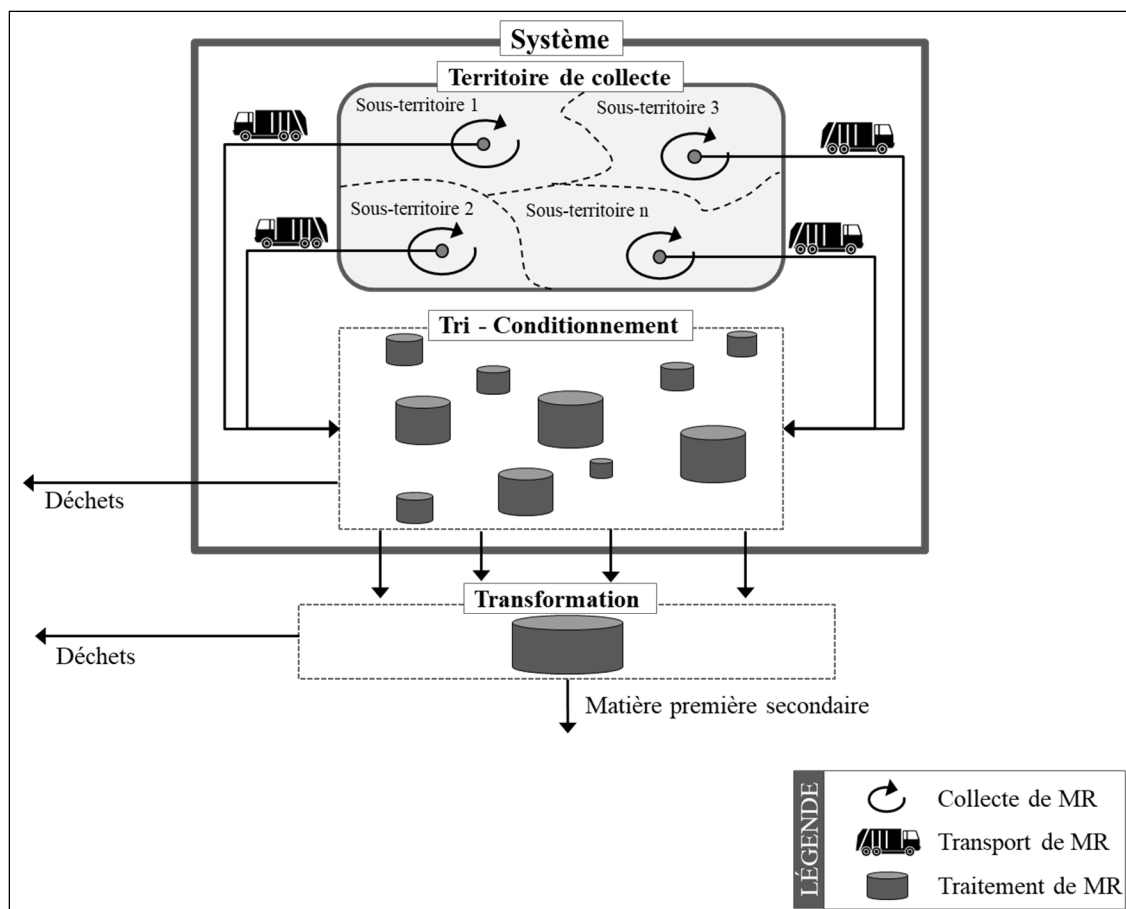 Système
Territoire de collecte
Sous-territoire 1
Sous-territoire 3
Sous-territoire 2
Sous-territoire n
Tri - Conditionnement
Déchets
Transformation
Déchets
Matière première secondaire
LÉGENDE
Collecte de MR
Transport de MR
Traitement de MR